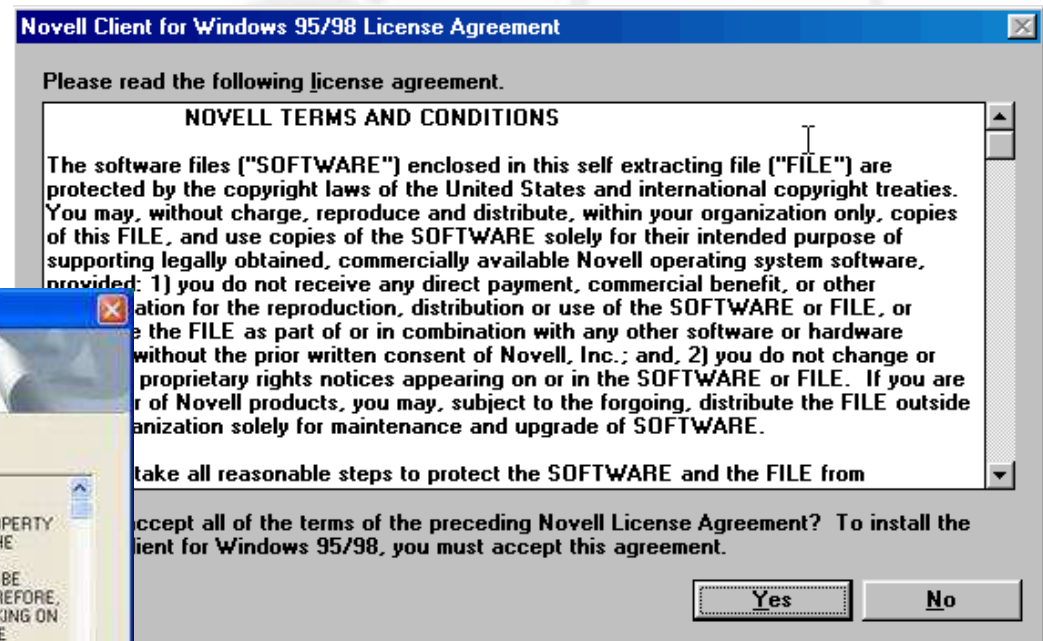 Novell Client for Windows 95/98 License Agreement
Please read the following license agreement.
NOVELL TERMS AND CONDITIONS
The software files ("SOFTWARE") enclosed in this self extracting file ("FILE") are
protected by the copyright laws of the United States and international copyright treaties.
You may, without charge, reproduce and distribute, within your organization only, copies
of this FILE, and use copies of the SOFTWARE solely for their intended purpose of
supporting legally obtained, commercially available Novell operating system software,
provided: 1) you do not receive any direct payment, commercial benefit, or other
ation for the reproduction, distribution or use of the SOFTWARE or FILE, or
e the FILE as part of or in combination with any other software or hardware
without the prior written consent of Novell, Inc.; and, 2) you do not change or
proprietary rights notices appearing on or in the SOFTWARE or FILE. If you are
r of Novell products, you may, subject to the forgoing, distribute the FILE outside
anization solely for maintenance and upgrade of SOFTWARE.
take all reasonable steps to protect the SOFTWARE and the FILE from
ccept all of the terms of the preceding Novell License Agreement? To install the
lient for Windows 95/98, you must accept this agreement.
Yes
No
PERTY
HE
BE
REFORE,
KING ON
E